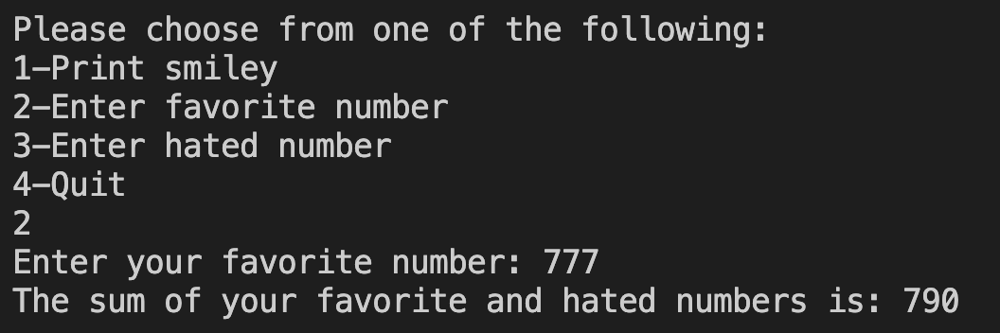 Please choose from one of the following:
1-Print smiley
2-Enter favorite number
3-Enter hated number
4-Quit
2
Enter your favorite number: 777
The sum of your favorite and hated numbers is: 790